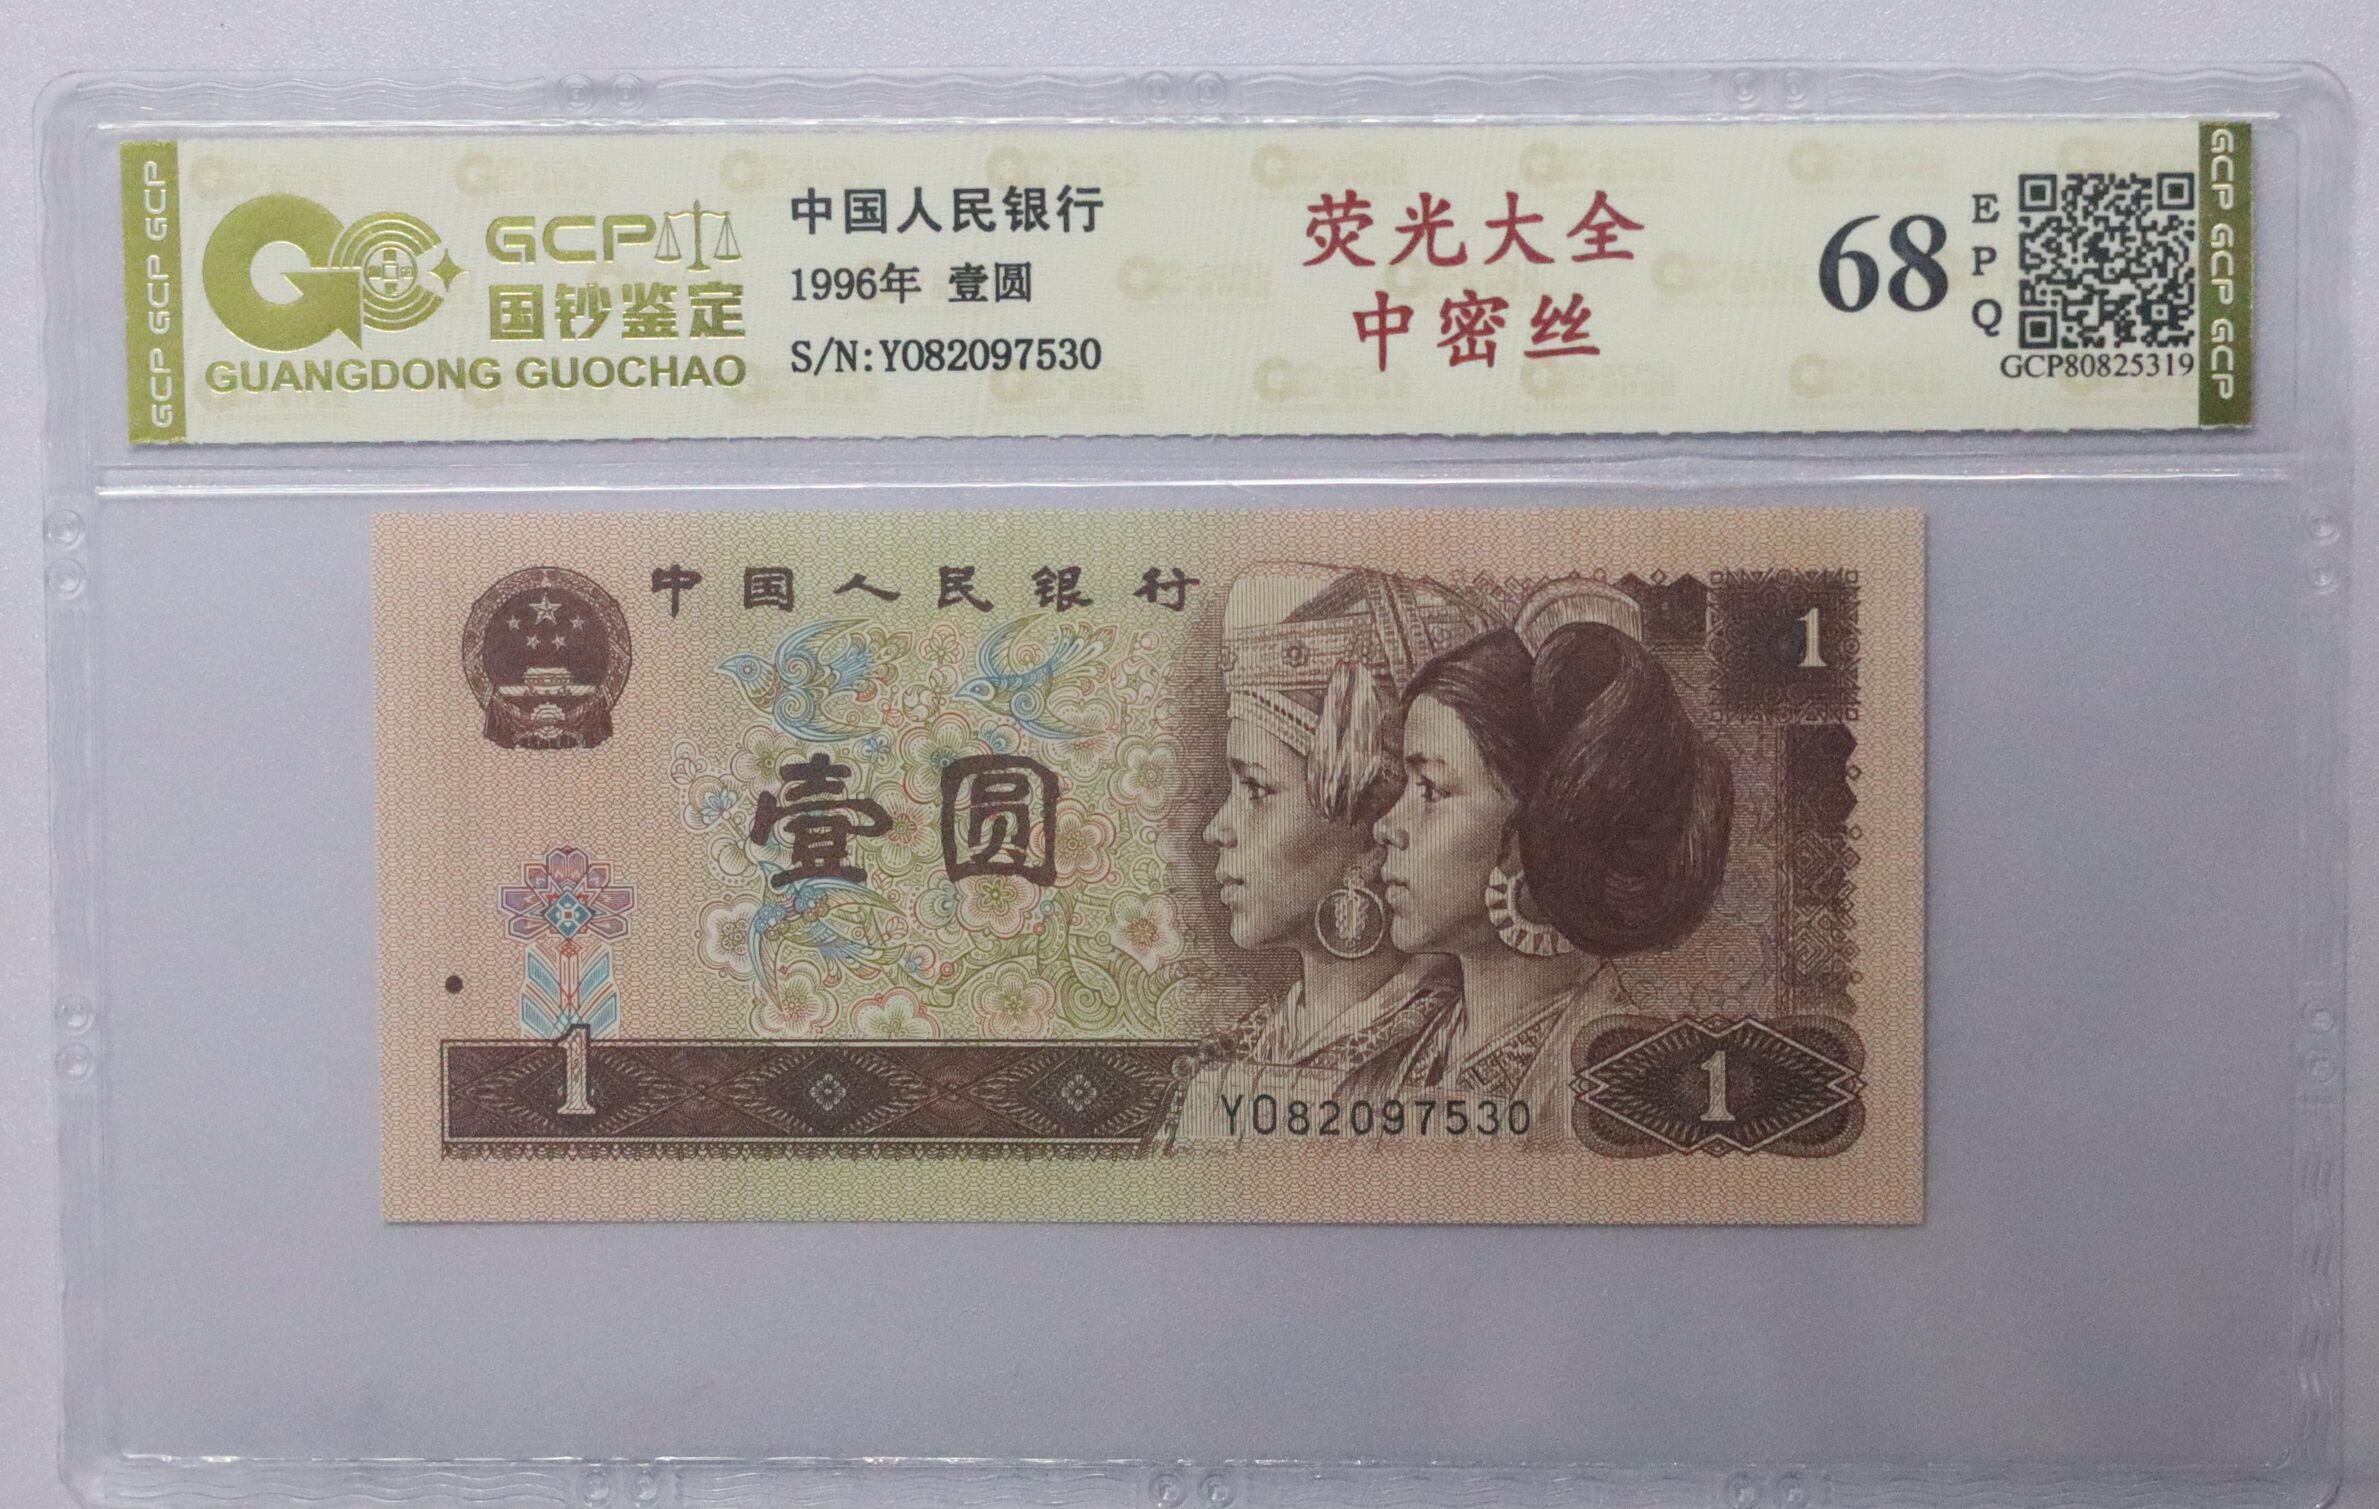 GCP GCP GCP
GCP
国钞鉴定
GUANGDONG GUOCHAO
中国人民银行
1996年 壹圆
S/N:Y082097530
荧光大全
中密丝
68
EPQ
GCP80825319
GCP GCP GCP
中国人民银行
1
壹圆
1
Y082097530
1